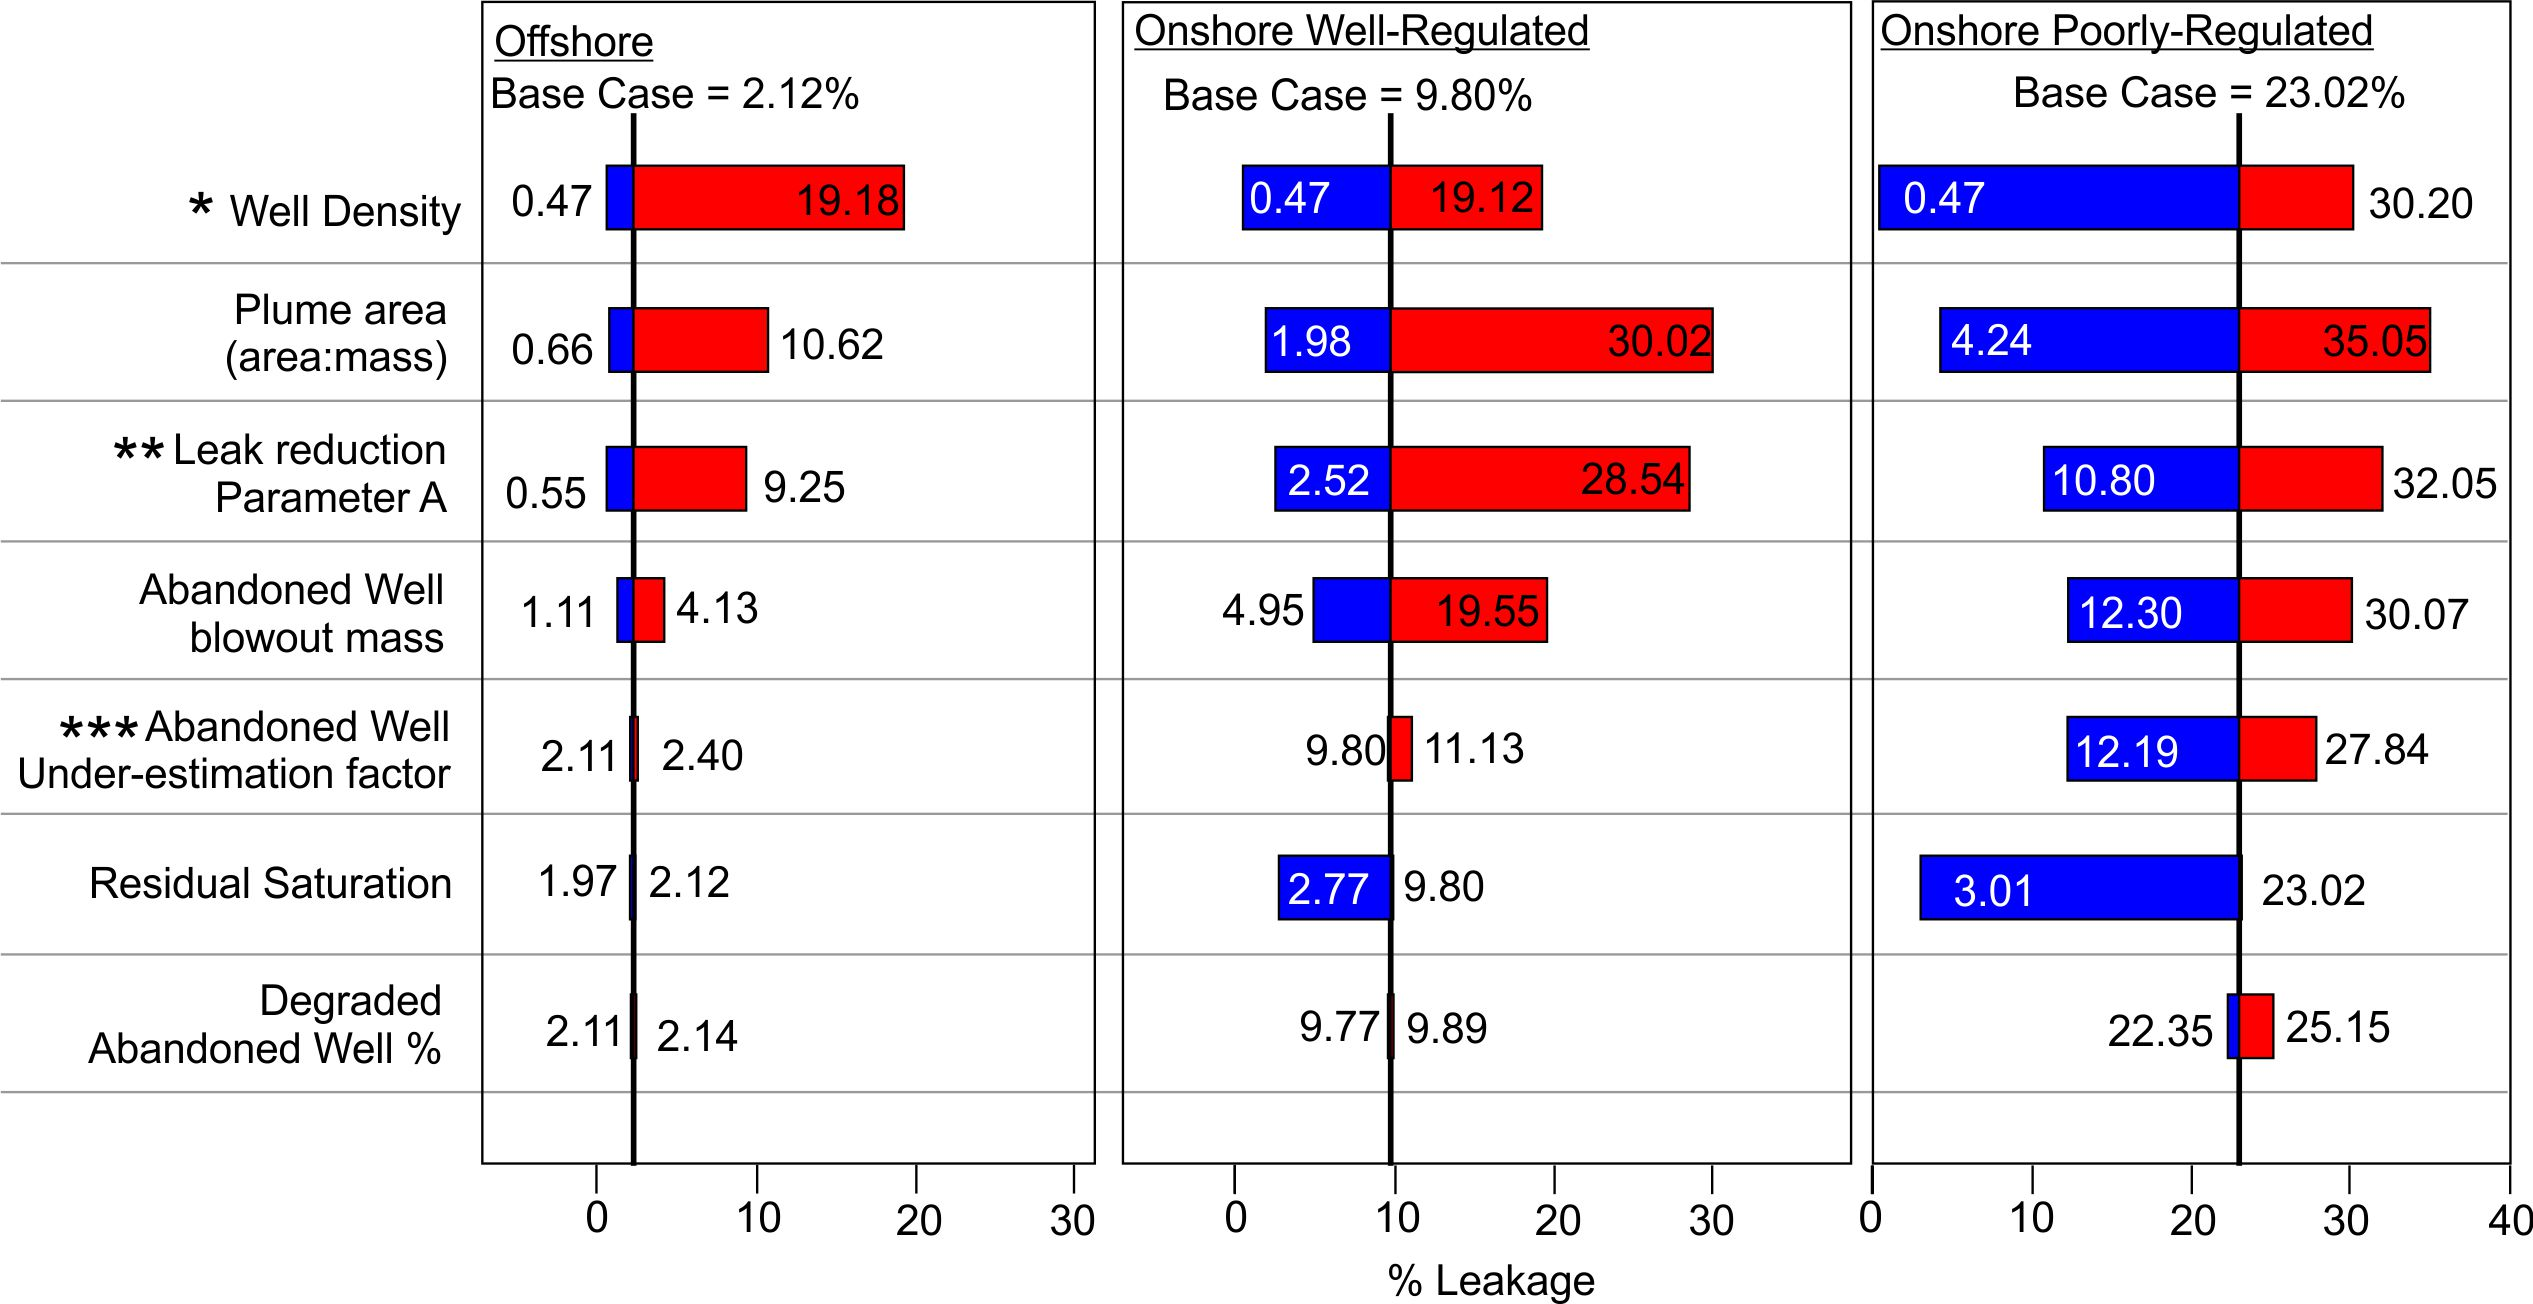 Offshore
Base Case = 2.12%
Onshore Well-Regulated
Base Case = 9.80%
Onshore Poorly-Regulated
Base Case = 23.02%
* Well Density
0.47
19.18
0.47
19.12
0.47
30.20
Plume area
(area:mass)
0.66
10.62
1.98
30.02
4.24
35.05
** Leak reduction
Parameter A
0.55
9.25
2.52
28.54
10.80
32.05
Abandoned Well
blowout mass
1.11
4.13
4.95
19.55
12.30
30.07
*** Abandoned Well
Under-estimation factor
2.11
2.40
9.80
11.13
12.19
27.84
Residual Saturation
1.97
2.12
2.77
9.80
3.01
23.02
Degraded
Abandoned Well %
2.11
2.14
9.77
9.89
22.35
25.15
0 10 20 30
0 10 20 30
0 10 20 30 40
% Leakage